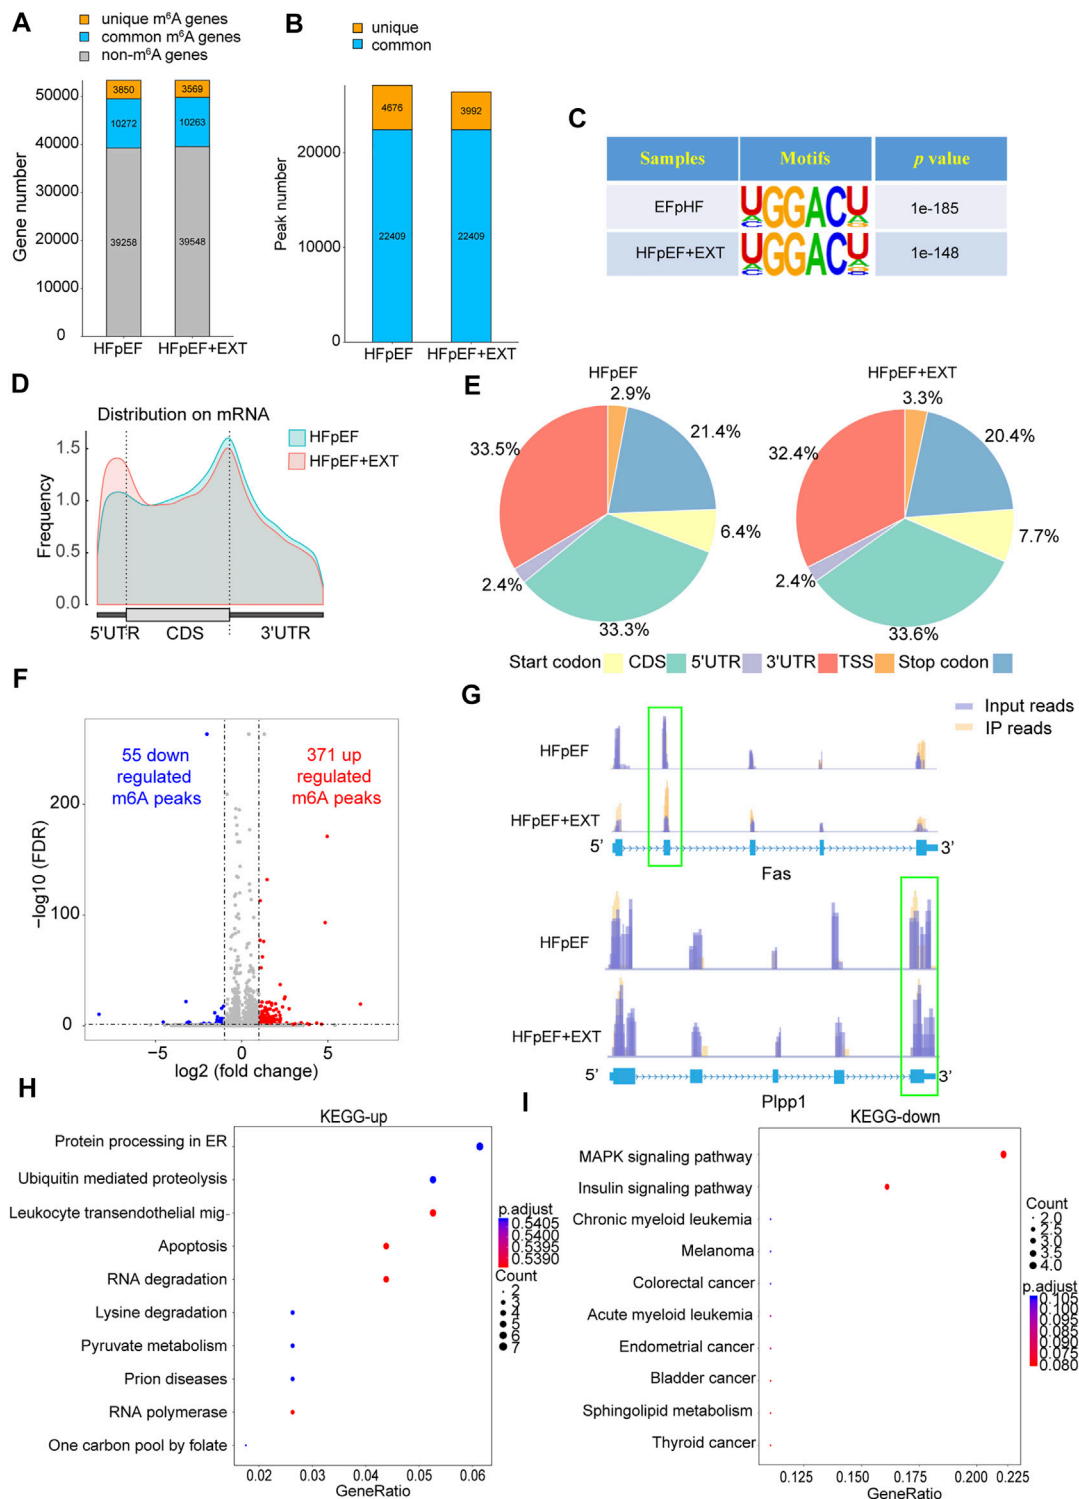 A
unique m⁶A genes
common m⁶A genes
non-m⁶A genes
Gene number
50000
40000
30000
20000
10000
0
3850
3569
10272
10263
39258
39548
HFpEF
HFpEF+EXT
B
unique
common
Peak number
20000
10000
0
4676
3992
22409
22409
HFpEF
HFpEF+EXT
C
Samples Motifs p value
EFpHF UGGACU 1e-185
HFpEF+EXT UGGACU 1e-148
D
Distribution on mRNA
HFpEF
HFpEF+EXT
Frequency
1.5
1.0
0.5
0.0
5'UTR CDS 3'UTR
E
HFpEF
2.9%
21.4%
33.5%
6.4%
2.4%
33.3%
HFpEF+EXT
3.3%
20.4%
32.4%
7.7%
2.4%
33.6%
Start codon CDS 5'UTR 3'UTR TSS Stop codon
F
55 down
regulated
m6A peaks
371 up
regulated
m6A peaks
−log10 (FDR)
200
100
0
−5 0 5
log2 (fold change)
G
Input reads
IP reads
HFpEF
HFpEF+EXT
5' 3'
Fas
HFpEF
HFpEF+EXT
5' 3'
Plpp1
H
KEGG-up
Protein processing in ER
Ubiquitin mediated proteolysis
Leukocyte transendothelial mig-
Apoptosis
RNA degradation
Lysine degradation
Pyruvate metabolism
Prion diseases
RNA polymerase
One carbon pool by folate
0.02 0.03 0.04 0.05 0.06
GeneRatio
p.adjust
0.5405
0.5400
0.5395
0.5390
Count
2
3
4
5
6
7
I
KEGG-down
MAPK signaling pathway
Insulin signaling pathway
Chronic myeloid leukemia
Melanoma
Colorectal cancer
Acute myeloid leukemia
Endometrial cancer
Bladder cancer
Sphingolipid metabolism
Thyroid cancer
0.125 0.150 0.175 0.200 0.225
GeneRatio
Count
2.0
2.5
3.0
3.5
4.0
p.adjust
0.105
0.100
0.095
0.090
0.085
0.075
0.080